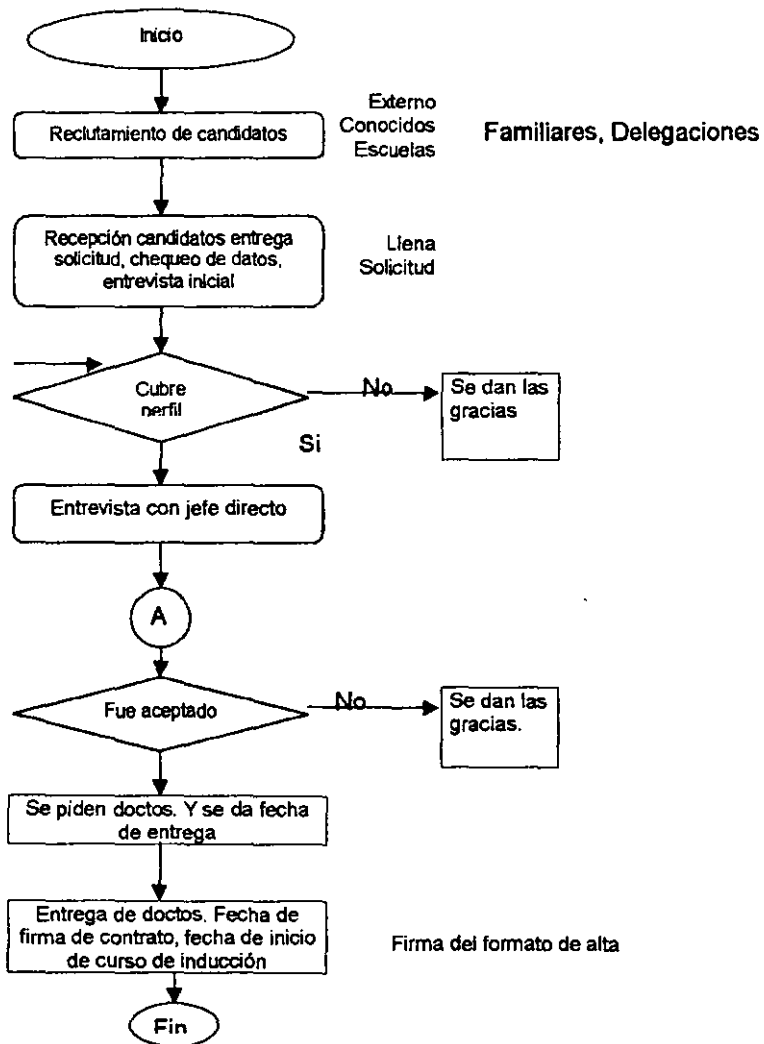 Inicio
Externo
Conocidos
Escuelas
Familiares, Delegaciones
Reclutamiento de candidatos
Recepción candidatos entrega
solicitud, chequeo de datos,
entrevista inicial
Llena
Solicitud
Cubre
perfil
No
Se dan las
gracias
Si
Entrevista con jefe directo
A
Fue aceptado
No
Se dan las
gracias.
Se piden doctos. Y se da fecha
de entrega
Entrega de doctos. Fecha de
firma de contrato, fecha de inicio
de curso de inducción
Firma del formato de alta
Fin